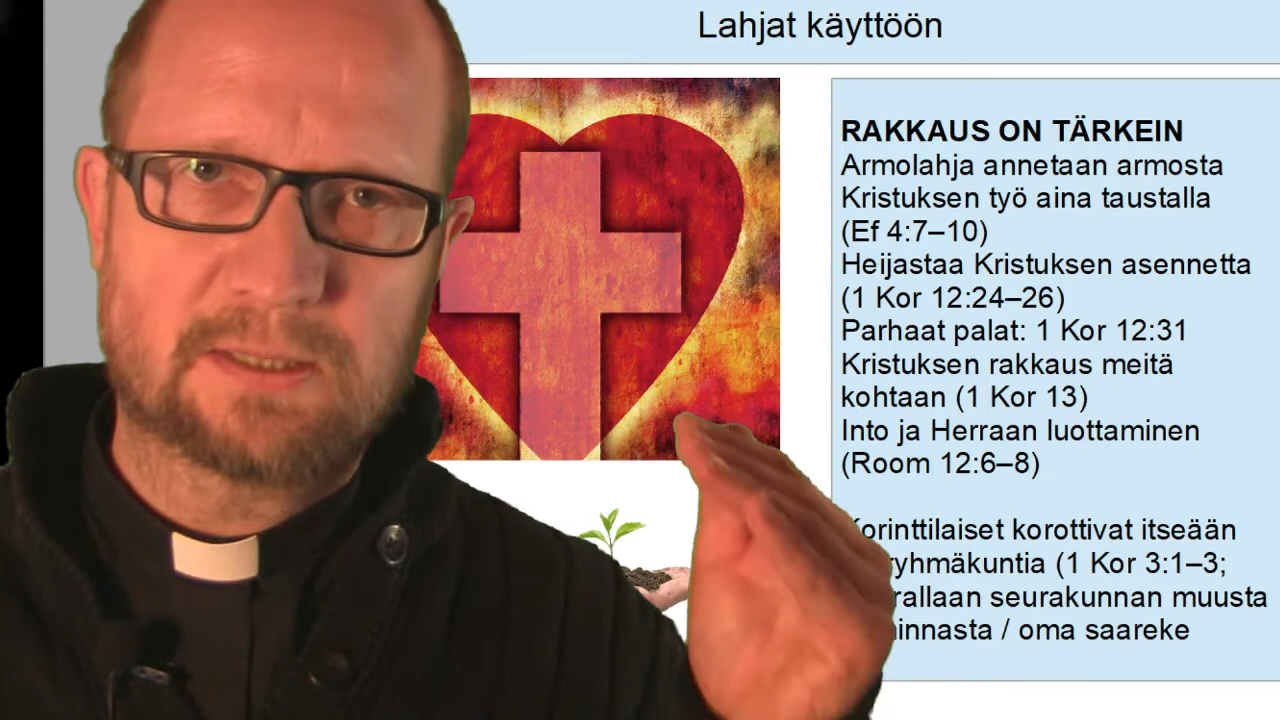 Lahjat käyttöön
RAKKAUS ON TÄRKEIN
Armolahja annetaan armosta
Kristuksen työ aina taustalla
(Ef 4:7–10)
Heijastaa Kristuksen asennetta
(1 Kor 12:24–26)
Parhaat palat: 1 Kor 12:31
Kristuksen rakkaus meitä
kohtaan (1 Kor 13)
Into ja Herraan luottaminen
(Room 12:6–8)
Korinttilaiset korottivat itseään
ryhmäkuntia (1 Kor 3:1–3;
seurakunnan muusta
/ oma saareke